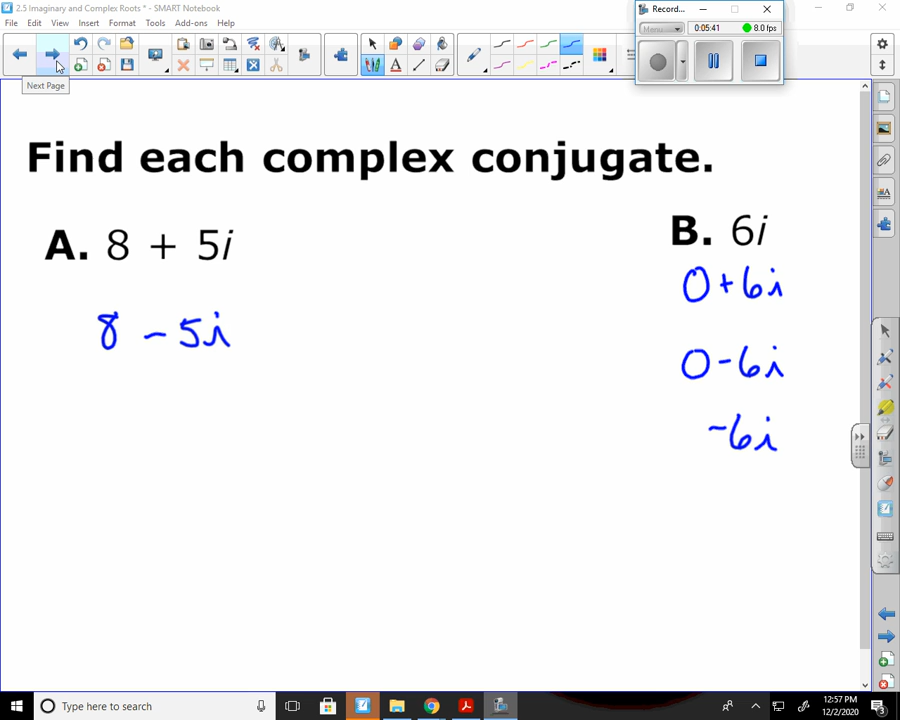 2.5 Imaginary and Complex Roots * - SMART Notebook
File Edit View Insert Format Tools Add-ons Help
Record...
Menu
0:05:41
8.0 fps
Next Page
Find each complex conjugate.
A. 8 + 5i
8 - 5i
B. 6i
0+6i
0-6i
-6i
Type here to search
12:57 PM
12/2/2020
3